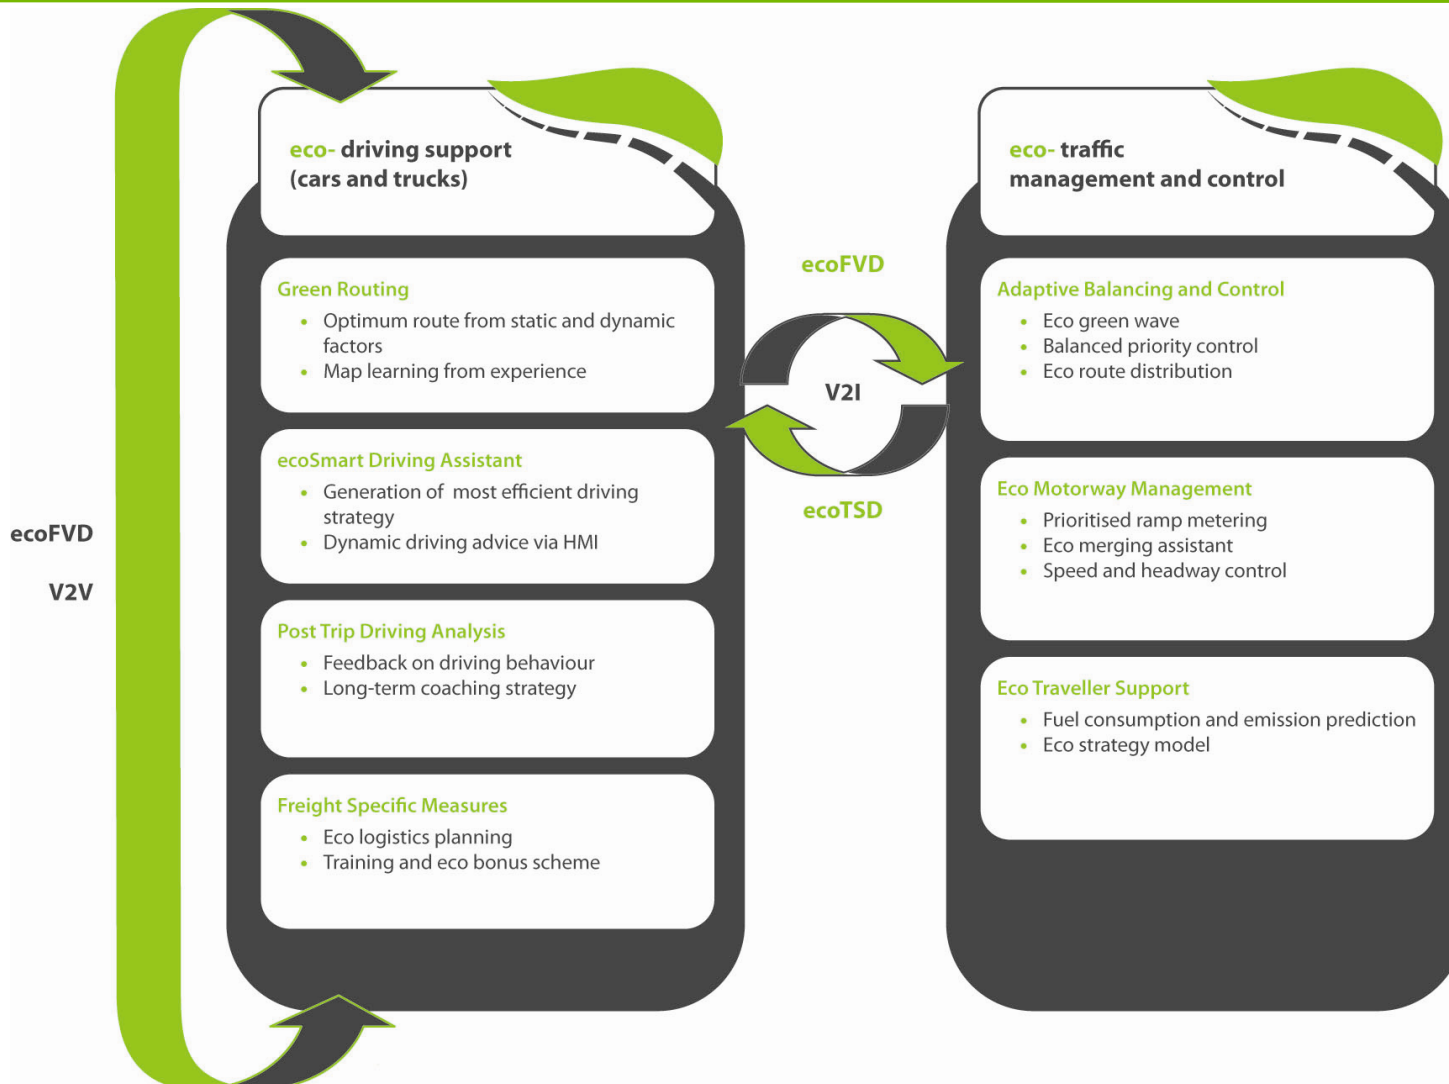 eco- driving support
(cars and trucks)
Green Routing
• Optimum route from static and dynamic
factors
• Map learning from experience
ecoSmart Driving Assistant
• Generation of most efficient driving
strategy
• Dynamic driving advice via HMI
Post Trip Driving Analysis
• Feedback on driving behaviour
• Long-term coaching strategy
Freight Specific Measures
• Eco logistics planning
• Training and eco bonus scheme
ecoFVD
V2V
ecoFVD
V2I
ecoTSD
eco- traffic
management and control
Adaptive Balancing and Control
• Eco green wave
• Balanced priority control
• Eco route distribution
Eco Motorway Management
• Prioritised ramp metering
• Eco merging assistant
• Speed and headway control
Eco Traveller Support
• Fuel consumption and emission prediction
• Eco strategy model